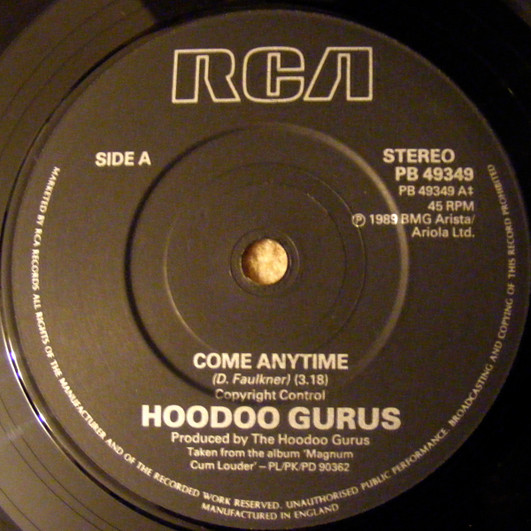 RCA
SIDE A
STEREO
PB 49349
PB 49349 A‡
45 RPM
℗ 1989 BMG Arista/
Ariola Ltd.
COME ANYTIME
(D. Faulkner) (3.18)
Copyright Control
HOODOO GURUS
Produced by The Hoodoo Gurus
Taken from the album 'Magnum
Cum Louder' – PL/PK/PD 90362
MARKETED BY RCA RECORDS ALL RIGHTS OF THE MANUFACTURER AND OF THE RECORDED WORK RESERVED. UNAUTHORISED PUBLIC PERFORMANCE, BROADCASTING AND COPYING OF THIS RECORD PROHIBITED
MANUFACTURED IN ENGLAND